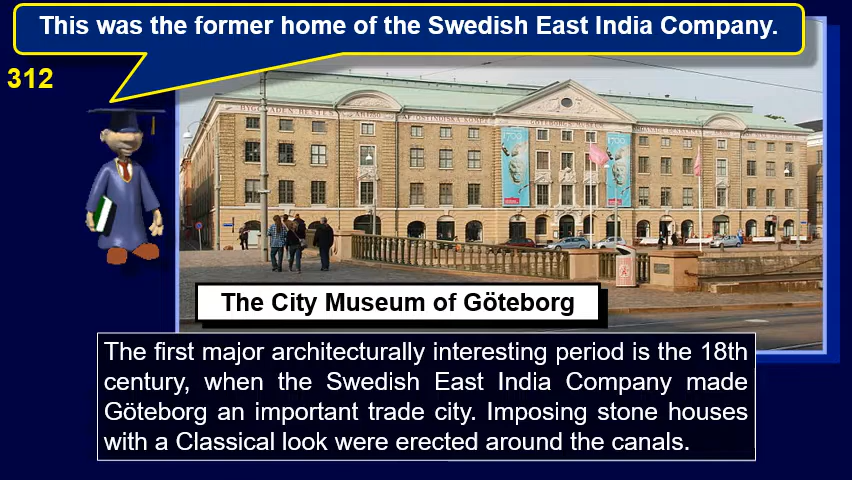 This was the former home of the Swedish East India Company.
312
The City Museum of Göteborg
The first major architecturally interesting period is the 18th
century, when the Swedish East India Company made
Göteborg an important trade city. Imposing stone houses
with a Classical look were erected around the canals.